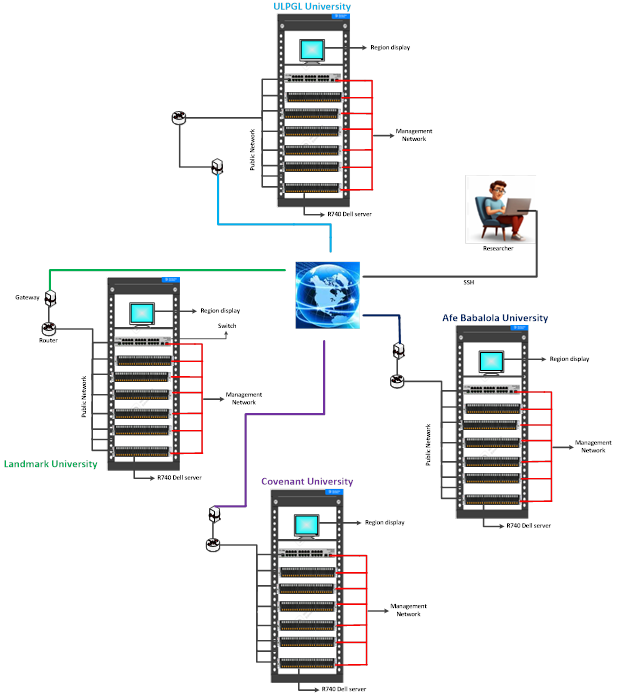 ULPGL University
Region display
Public Network
Management
Network
R740 Dell server
Researcher
SSH
Gateway
Router
Region display
Switch
Public Network
Management
Network
R740 Dell server
Landmark University
Afe Babalola University
Region display
Public Network
Management
Network
R740 Dell server
Covenant University
Region display
Management
Network
R740 Dell server